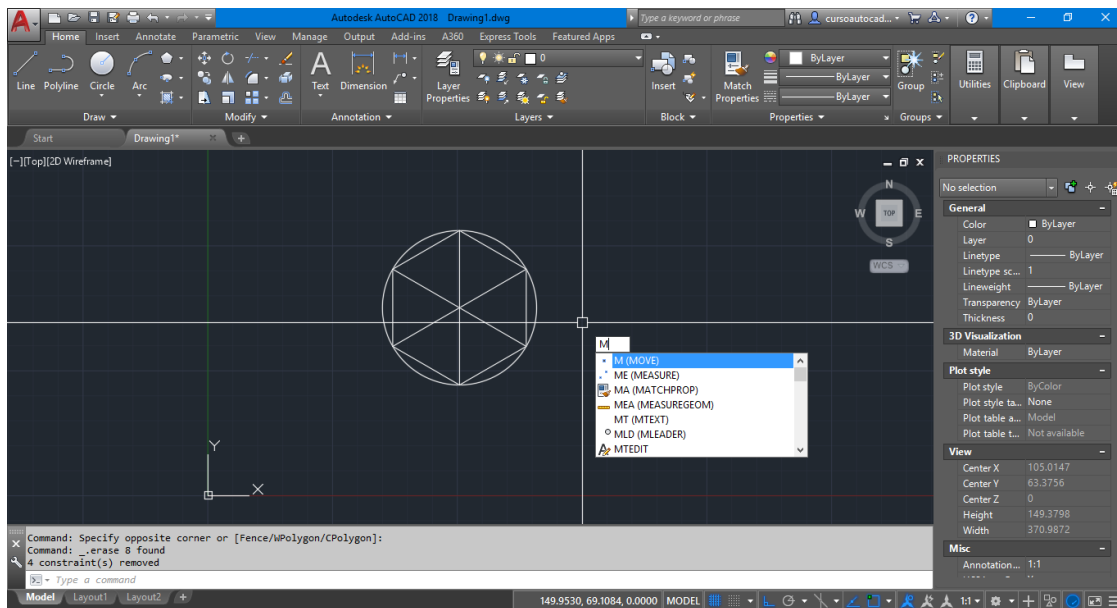 Autodesk AutoCAD 2018 Drawing1.dwg
Type a keyword or phrase
cursoautocad...
Home Insert Annotate Parametric View Manage Output Add-ins A360 Express Tools Featured Apps
Line Polyline Circle Arc
Text Dimension
Layer Properties
0
Insert
Match Properties
ByLayer
ByLayer
ByLayer
Group
Utilities Clipboard View
Draw Modify Annotation Layers Block Properties Groups
Start Drawing1*
[−][Top][2D Wireframe]
N
W TOP E
S
WCS
M
M (MOVE)
ME (MEASURE)
MA (MATCHPROP)
MEA (MEASUREGEOM)
MT (MTEXT)
MLD (MLEADER)
MTEDIT
Y
X
PROPERTIES
No selection
General
Color ByLayer
Layer 0
Linetype ByLayer
Linetype sc... 1
Lineweight ByLayer
Transparency ByLayer
Thickness 0
3D Visualization
Material ByLayer
Plot style
Plot style ByColor
Plot style ta... None
Plot table a... Model
Plot table t... Not available
View
Center X 105.0147
Center Y 63.3756
Center Z 0
Height 149.3798
Width 370.9872
Misc
Annotation... 1:1
Command: Specify opposite corner or [Fence/WPolygon/CPolygon]:
Command: _.erase 8 found
4 constraint(s) removed
Type a command
Model Layout1 Layout2 +
149.9530, 69.1084, 0.0000 MODEL 1:1